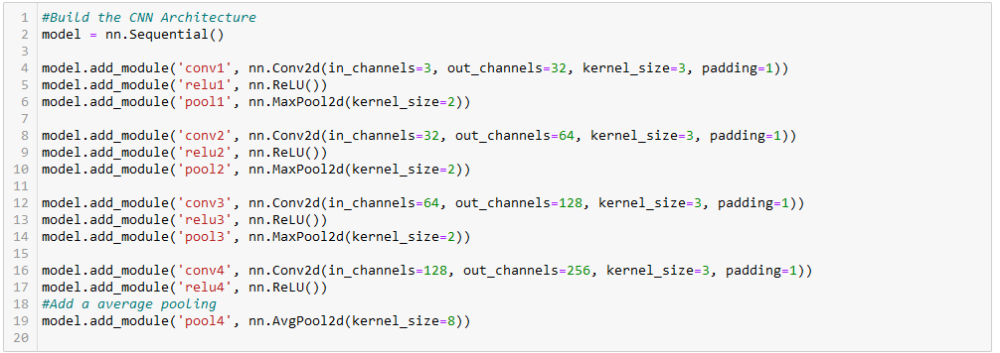 1 #Build the CNN Architecture
2 model = nn.Sequential()
3
4 model.add_module('conv1', nn.Conv2d(in_channels=3, out_channels=32, kernel_size=3, padding=1))
5 model.add_module('relu1', nn.ReLU())
6 model.add_module('pool1', nn.MaxPool2d(kernel_size=2))
7
8 model.add_module('conv2', nn.Conv2d(in_channels=32, out_channels=64, kernel_size=3, padding=1))
9 model.add_module('relu2', nn.ReLU())
10 model.add_module('pool2', nn.MaxPool2d(kernel_size=2))
11
12 model.add_module('conv3', nn.Conv2d(in_channels=64, out_channels=128, kernel_size=3, padding=1))
13 model.add_module('relu3', nn.ReLU())
14 model.add_module('pool3', nn.MaxPool2d(kernel_size=2))
15
16 model.add_module('conv4', nn.Conv2d(in_channels=128, out_channels=256, kernel_size=3, padding=1))
17 model.add_module('relu4', nn.ReLU())
18 #Add a average pooling
19 model.add_module('pool4', nn.AvgPool2d(kernel_size=8))
20